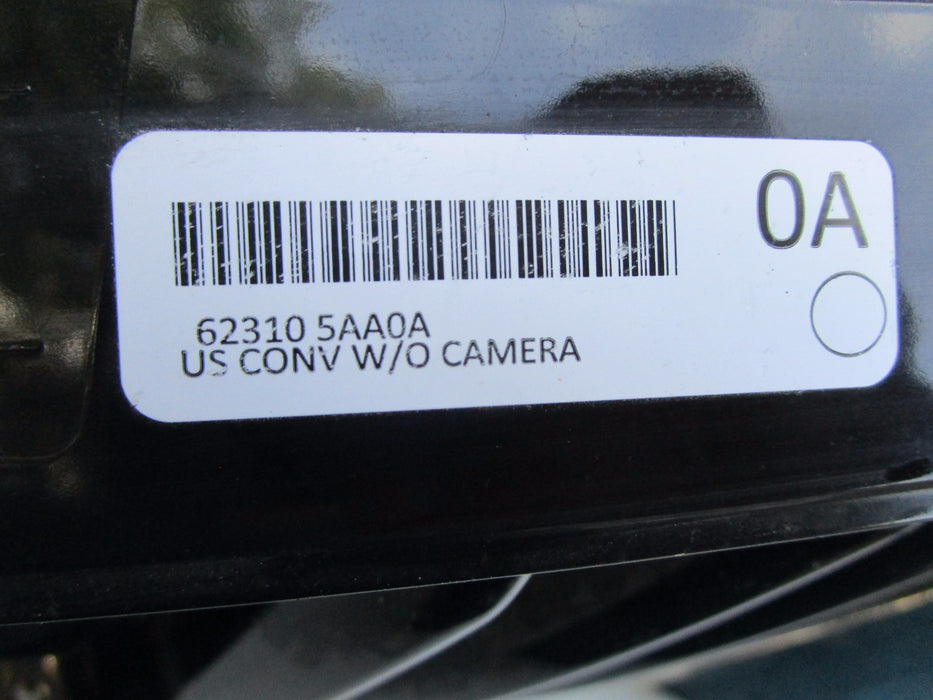 0A
62310 5AA0A
US CONV W/O CAMERA